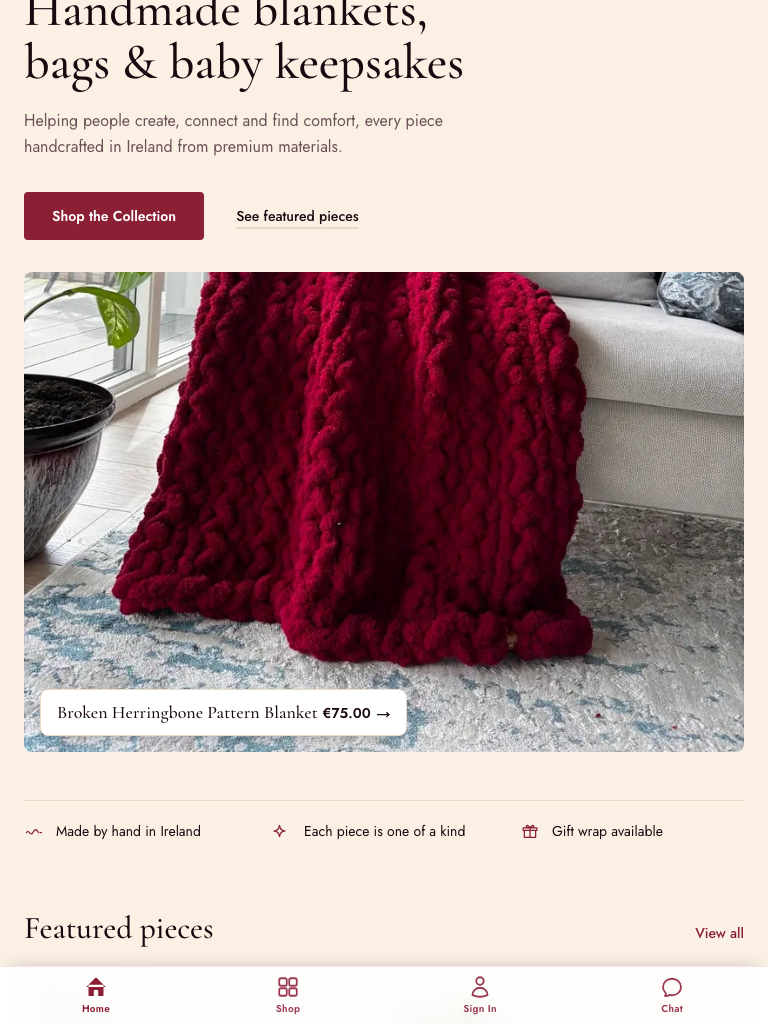 Handmade blankets,
bags & baby keepsakes
Helping people create, connect and find comfort, every piece
handcrafted in Ireland from premium materials.
Shop the Collection
See featured pieces
Broken Herringbone Pattern Blanket €75.00 →
Made by hand in Ireland
Each piece is one of a kind
Gift wrap available
Featured pieces
View all
Home
Shop
Sign In
Chat